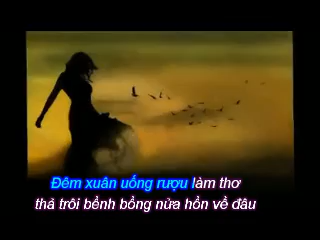 Đêm xuân uống rượu làm thơ
thả trôi bềnh bồng nửa hồn về đâu